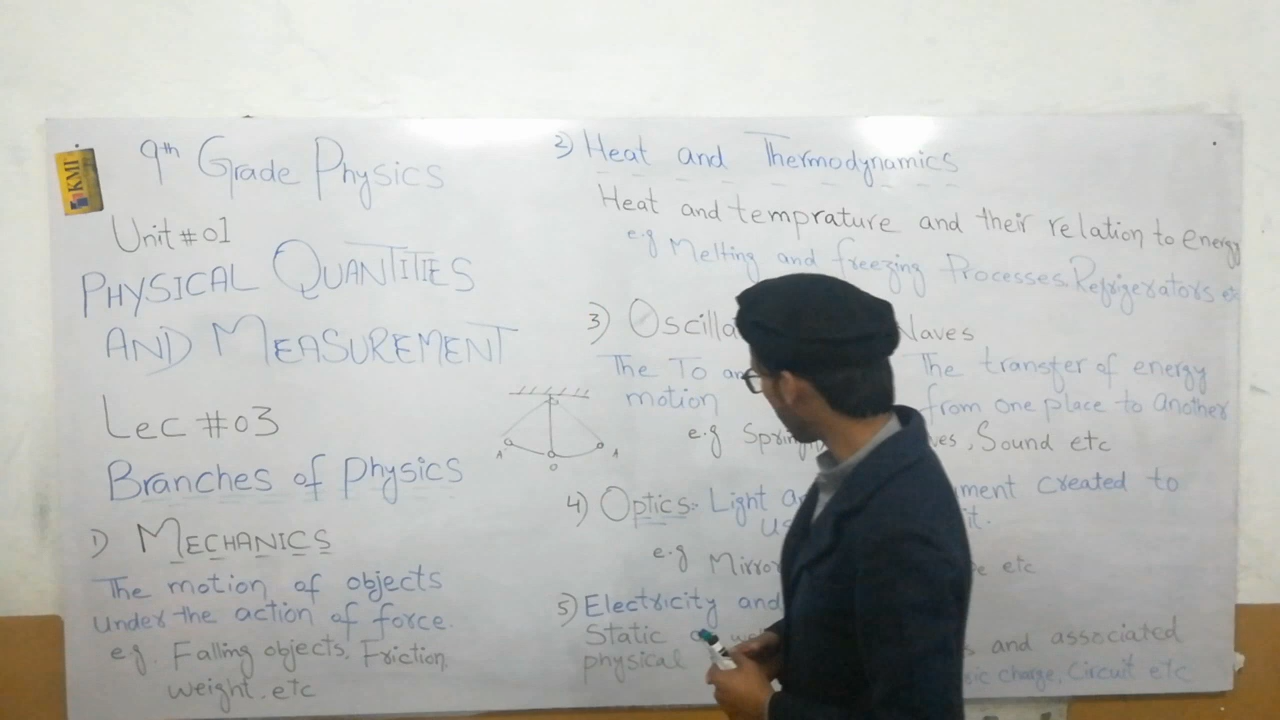 KMI
9th Grade Physics
Unit #01
PHYSICAL QUANTITIES
AND MEASUREMENT
Lec #03
Branches of Physics
1) MECHANICS
The motion of objects
under the action of force.
e.g. Falling objects, Friction,
weight. etc
A O A
2) Heat and Thermodynamics
Heat and temprature and their relation to energy
e.g Melting and freezing Processes, Refrigerators etc
3) Oscilla Waves
The To an The transfer of energy
motion from one place to another
e.g Spring , Sound etc
4) Optics:- Light created to
it.
e.g Mirror etc
5) Electricity and
Static and associated
physical charge, Circuit etc